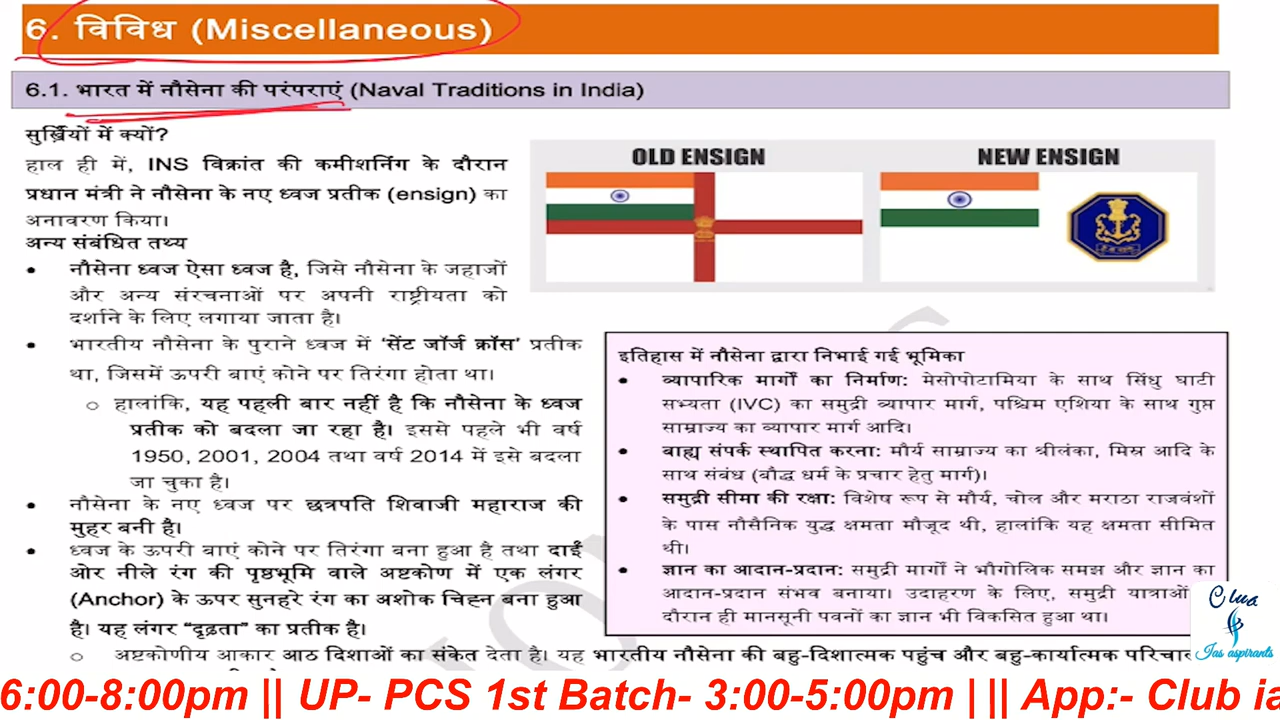 6. विविध (Miscellaneous)
6.1. भारत में नौसेना की परंपराएं (Naval Traditions in India)
सुर्ख़ियों में क्यों?
हाल ही में, INS विक्रांत की कमीशनिंग के दौरान
प्रधान मंत्री ने नौसेना के नए ध्वज प्रतीक (ensign) का
अनावरण किया।
अन्य संबंधित तथ्य
• नौसेना ध्वज ऐसा ध्वज है, जिसे नौसेना के जहाजों
और अन्य संरचनाओं पर अपनी राष्ट्रीयता को
दर्शाने के लिए लगाया जाता है।
• भारतीय नौसेना के पुराने ध्वज में ‘सेंट जॉर्ज क्रॉस’ प्रतीक
था, जिसमें ऊपरी बाएं कोने पर तिरंगा होता था।
○ हालांकि, यह पहली बार नहीं है कि नौसेना के ध्वज
प्रतीक को बदला जा रहा है। इससे पहले भी वर्ष
1950, 2001, 2004 तथा वर्ष 2014 में इसे बदला
जा चुका है।
• नौसेना के नए ध्वज पर छत्रपति शिवाजी महाराज की
मुहर बनी है।
• ध्वज के ऊपरी बाएं कोने पर तिरंगा बना हुआ है तथा दाईं
ओर नीले रंग की पृष्ठभूमि वाले अष्टकोण में एक लंगर
(Anchor) के ऊपर सुनहरे रंग का अशोक चिह्न बना हुआ
है। यह लंगर “दृढ़ता” का प्रतीक है।
○ अष्टकोणीय आकार आठ दिशाओं का संकेत देता है। यह भारतीय नौसेना की बहु-दिशात्मक पहुंच और बहु-कार्यात्मक
OLD ENSIGN
NEW ENSIGN
इतिहास में नौसेना द्वारा निभाई गई भूमिका
• व्यापारिक मार्गों का निर्माण: मेसोपोटामिया के साथ सिंधु घाटी
सभ्यता (IVC) का समुद्री व्यापार मार्ग, पश्चिम एशिया के साथ गुप्त
साम्राज्य का व्यापार मार्ग आदि।
• बाह्य संपर्क स्थापित करना: मौर्य साम्राज्य का श्रीलंका, मिस्र आदि के
साथ संबंध (बौद्ध धर्म के प्रचार हेतु मार्ग)।
• समुद्री सीमा की रक्षा: विशेष रूप से मौर्य, चोल और मराठा राजवंशों
के पास नौसैनिक युद्ध क्षमता मौजूद थी, हालांकि यह क्षमता सीमित
थी।
• ज्ञान का आदान-प्रदान: समुद्री मार्गों ने भौगोलिक समझ और ज्ञान का
आदान-प्रदान संभव बनाया। उदाहरण के लिए, समुद्री यात्राओं
दौरान ही मानसूनी पवनों का ज्ञान भी विकसित हुआ था।
Club
Ias aspirants
6:00-8:00pm || UP- PCS 1st Batch- 3:00-5:00pm | || App:- Club ia